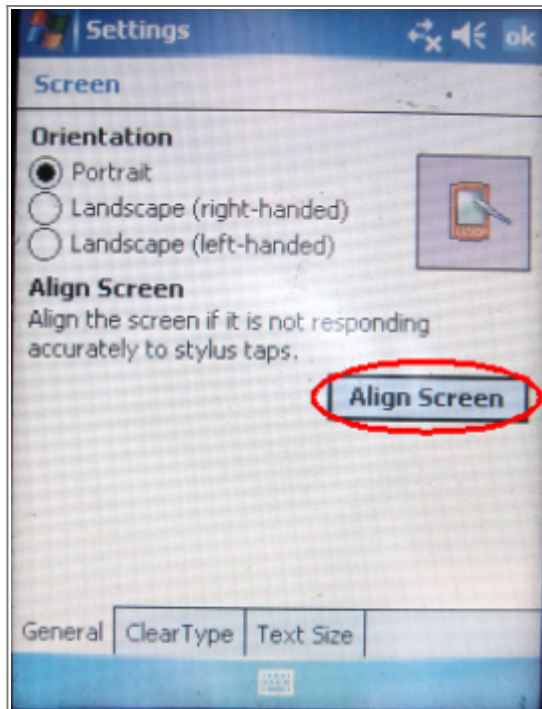 Settings
ok
Screen
Orientation
Portrait
Landscape (right-handed)
Landscape (left-handed)
Align Screen
Align the screen if it is not responding
accurately to stylus taps.
Align Screen
General ClearType Text Size